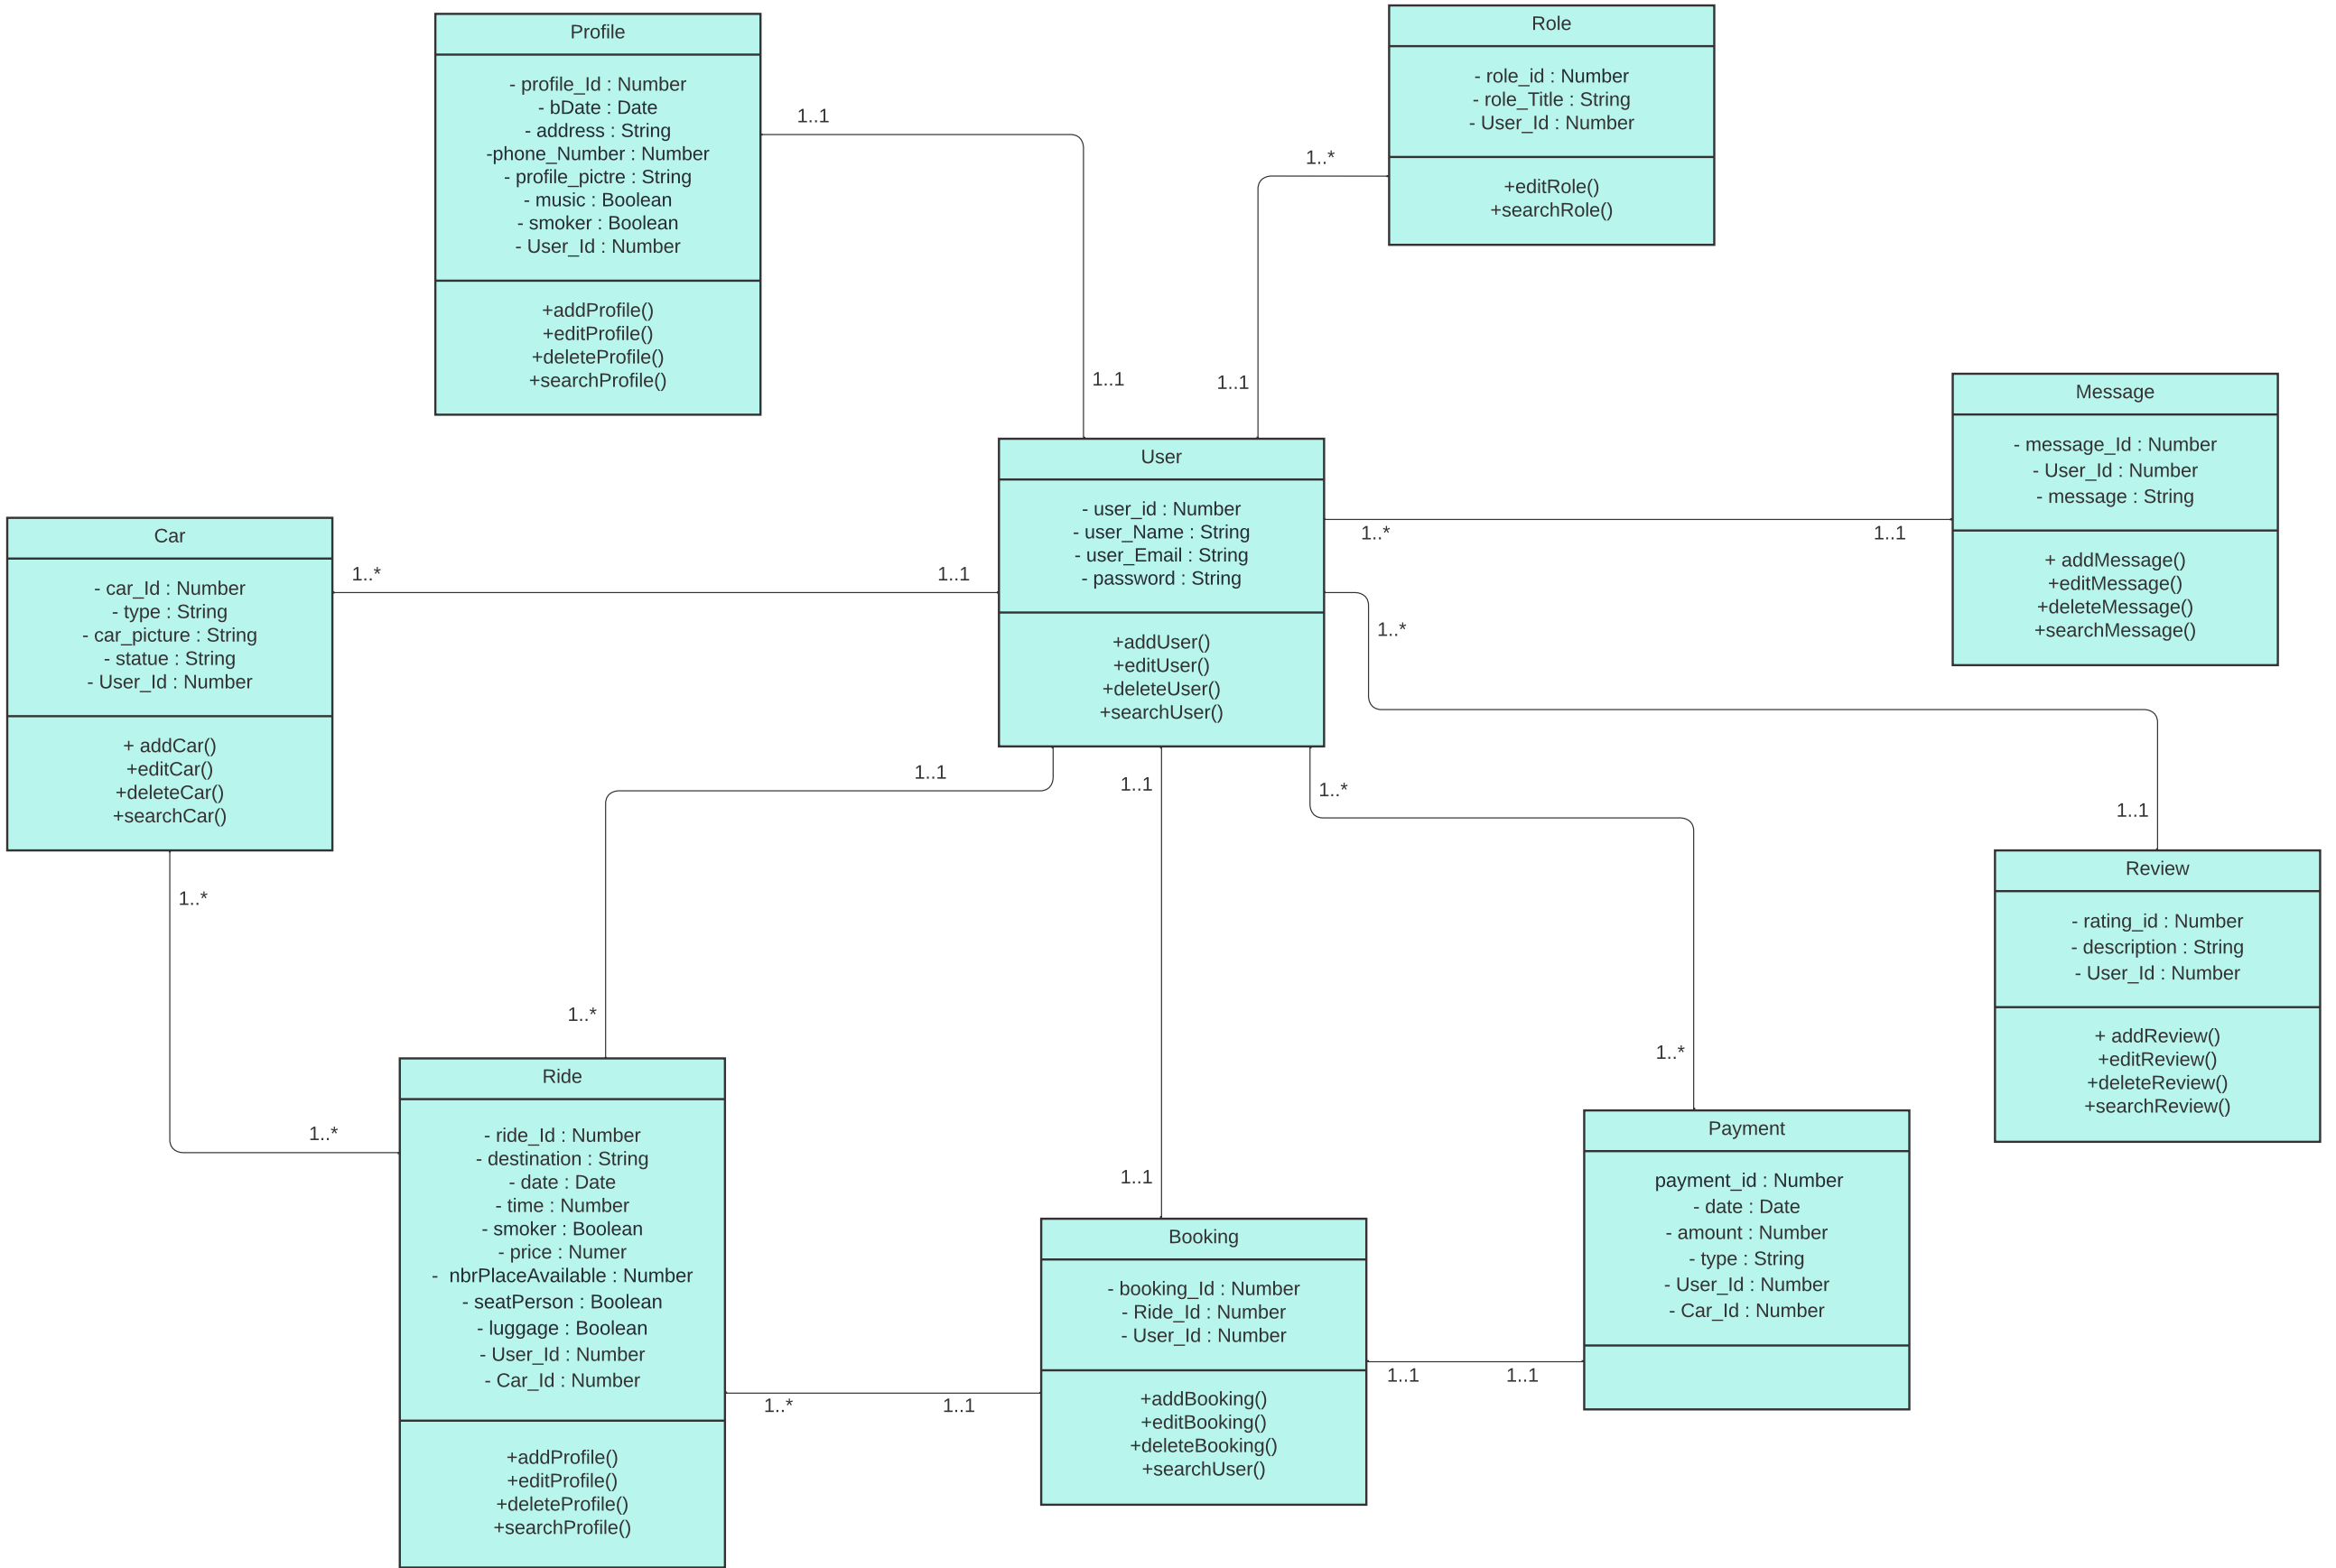 Profile
- profile_Id : Number
- bDate : Date
- address : String
-phone_Number : Number
- profile_pictre : String
- music : Boolean
- smoker : Boolean
- User_Id : Number
+addProfile()
+editProfile()
+deleteProfile()
+searchProfile()
1..1
1..1
Role
- role_id : Number
- role_Title : String
- User_Id : Number
+editRole()
+searchRole()
1..*
1..1
Message
- message_Id : Number
- User_Id : Number
- message : String
+ addMessage()
+editMessage()
+deleteMessage()
+searchMessage()
User
- user_id : Number
- user_Name : String
- user_Email : String
- password : String
+addUser()
+editUser()
+deleteUser()
+searchUser()
1..*
1..1
1..*
1..1
Car
- car_Id : Number
- type : String
- car_picture : String
- statue : String
- User_Id : Number
+ addCar()
+editCar()
+deleteCar()
+searchCar()
1..*
1..1
1..1
1..1
1..*
1..*
1..*
1..*
1..*
1..1
Review
- rating_id : Number
- description : String
- User_Id : Number
+ addReview()
+editReview()
+deleteReview()
+searchReview()
Ride
- ride_Id : Number
- destination : String
- date : Date
- time : Number
- smoker : Boolean
- price : Numer
- nbrPlaceAvailable : Number
- seatPerson : Boolean
- luggage : Boolean
- User_Id : Number
- Car_Id : Number
+addProfile()
+editProfile()
+deleteProfile()
+searchProfile()
1..*
1..1
Booking
- booking_Id : Number
- Ride_Id : Number
- User_Id : Number
+addBooking()
+editBooking()
+deleteBooking()
+searchUser()
1..1
1..1
Payment
payment_id : Number
- date : Date
- amount : Number
- type : String
- User_Id : Number
- Car_Id : Number